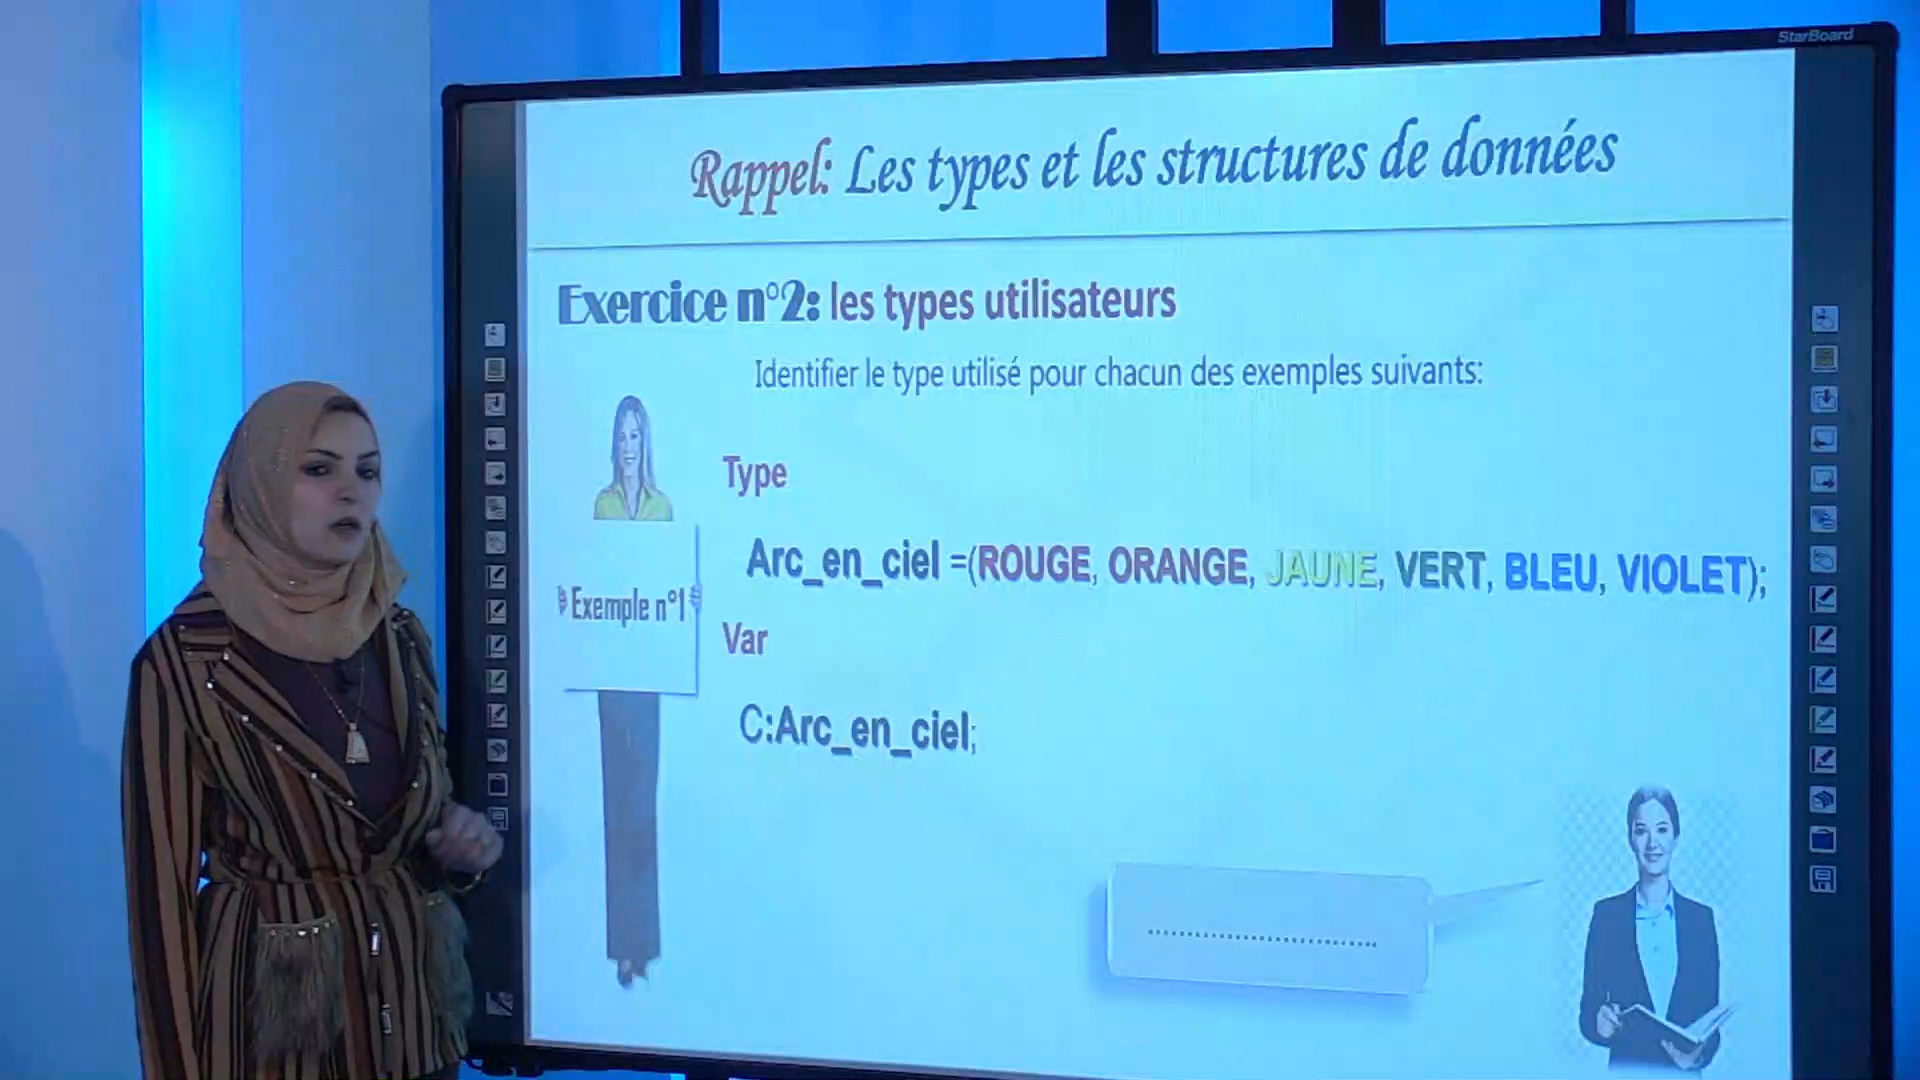 StarBoard
Rappel: Les types et les structures de données
Exercice n°2: les types utilisateurs
Identifier le type utilisé pour chacun des exemples suivants:
Type
Arc_en_ciel =(ROUGE, ORANGE, JAUNE, VERT, BLEU, VIOLET);
Exemple n°1
Var
C:Arc_en_ciel;
................................